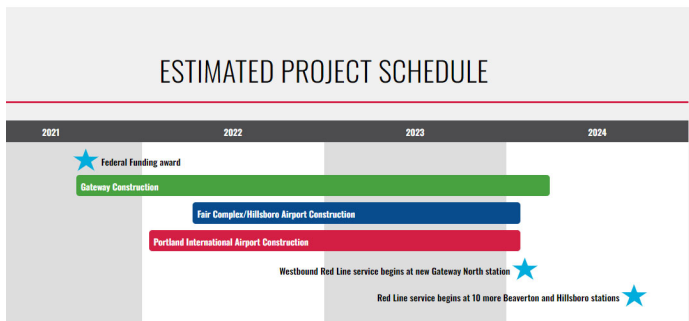 ESTIMATED PROJECT SCHEDULE
2021 2022 2023 2024
Federal Funding award
Gateway Construction
Fair Complex/Hillsboro Airport Construction
Portland International Airport Construction
Westbound Red Line service begins at new Gateway North station
Red Line service begins at 10 more Beaverton and Hillsboro stations